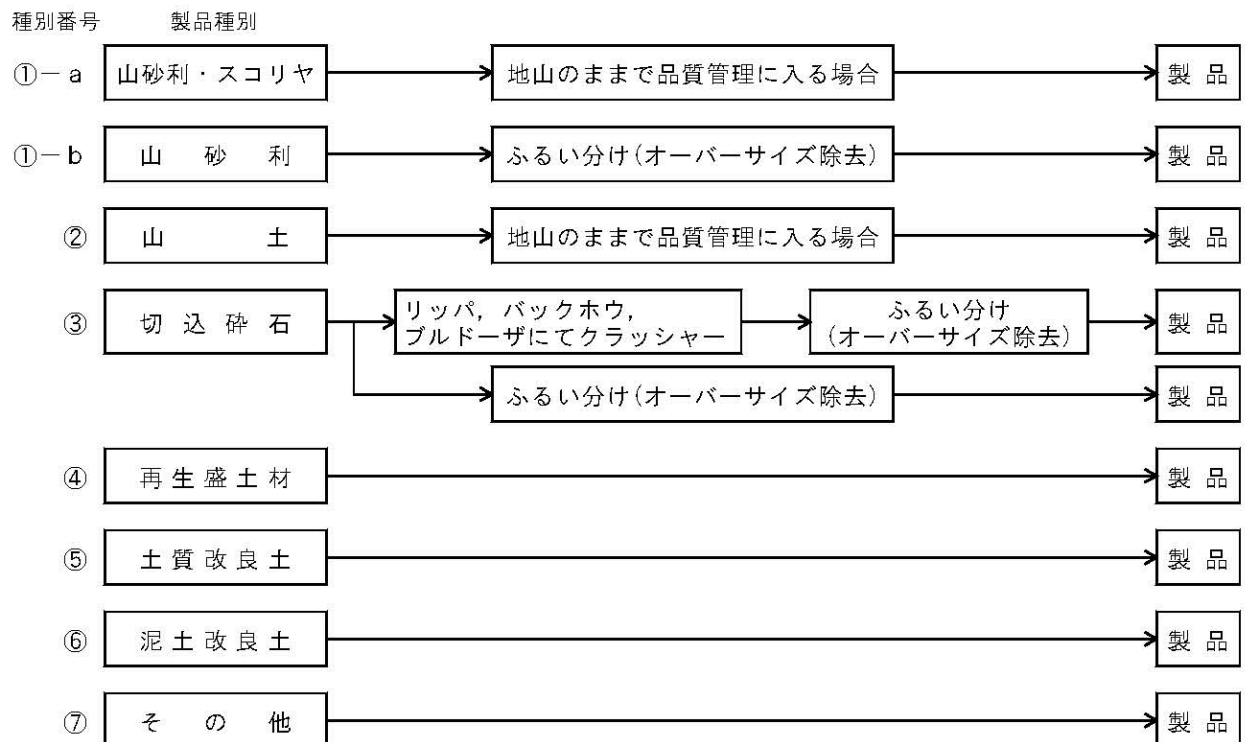 種別番号 製品種別
①－a 山砂利・スコリヤ 地山のままで品質管理に入る場合 製品
①－b 山砂利 ふるい分け(オーバーサイズ除去) 製品
② 山土 地山のままで品質管理に入る場合 製品
③ 切込砕石
リッパ，バックホウ，
ブルドーザにてクラッシャー
ふるい分け
(オーバーサイズ除去)
製品
ふるい分け(オーバーサイズ除去) 製品
④ 再生盛土材 製品
⑤ 土質改良土 製品
⑥ 泥土改良土 製品
⑦ その他 製品